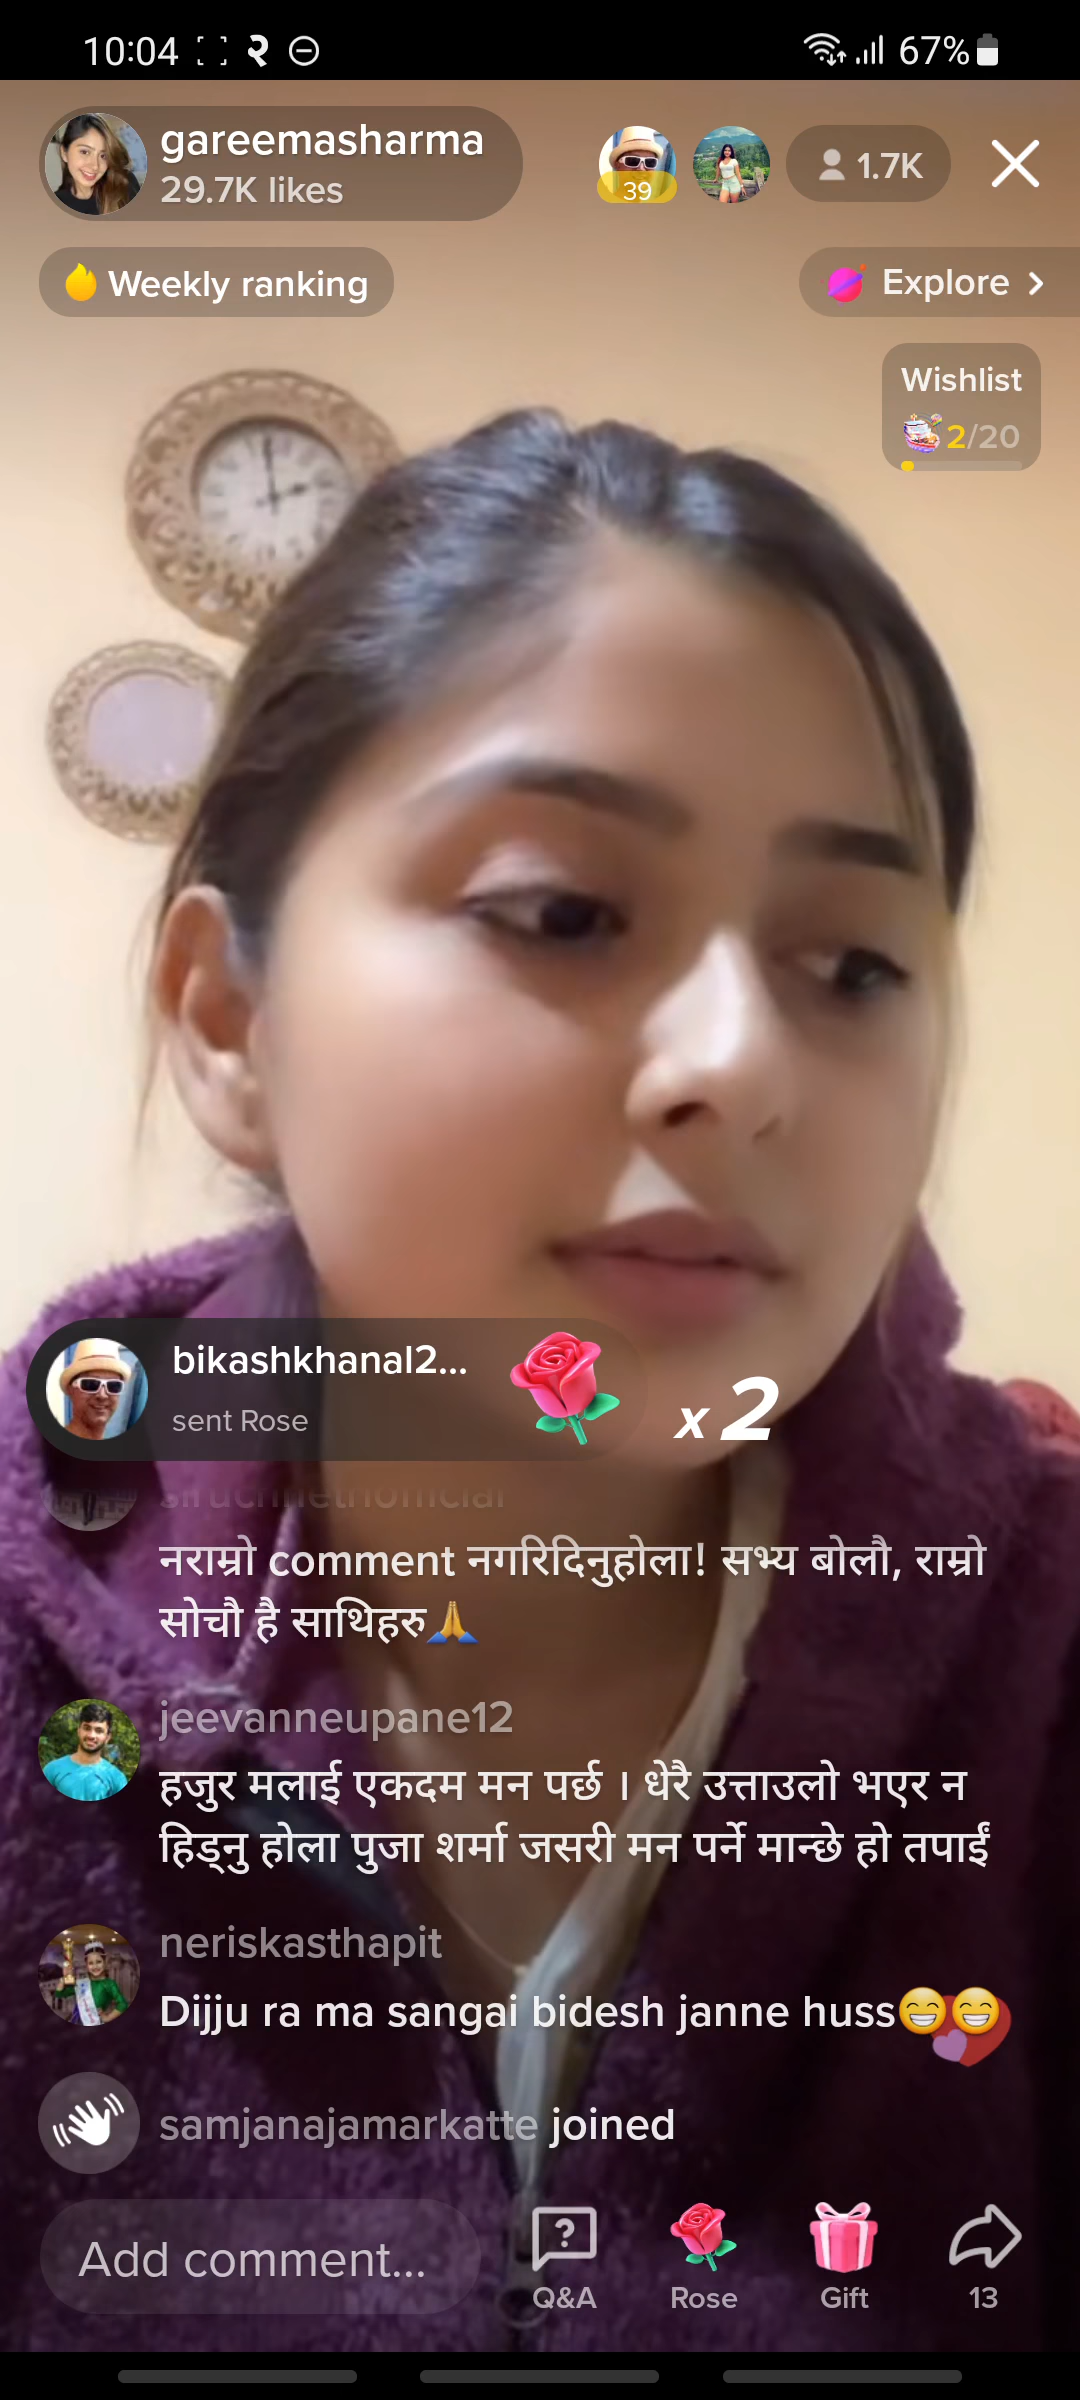 10:04
67%
gareemasharma
29.7K likes
39
1.7K
Weekly ranking
Explore
Wishlist
2/20
bikashkhanal2...
sent Rose
x 2
नराम्रो comment नगरिदिनुहोला! सभ्य बोलौ, राम्रो
सोचौ है साथिहरु🙏
jeevanneupane12
हजुर मलाई एकदम मन पर्छ । धेरै उत्ताउलो भएर न
हिड्नु होला पुजा शर्मा जसरी मन पर्ने मान्छे हो तपाईं
neriskasthapit
Dijju ra ma sangai bidesh janne huss😁😁
samjanajamarkatte joined
Add comment...
Q&A
Rose
Gift
13